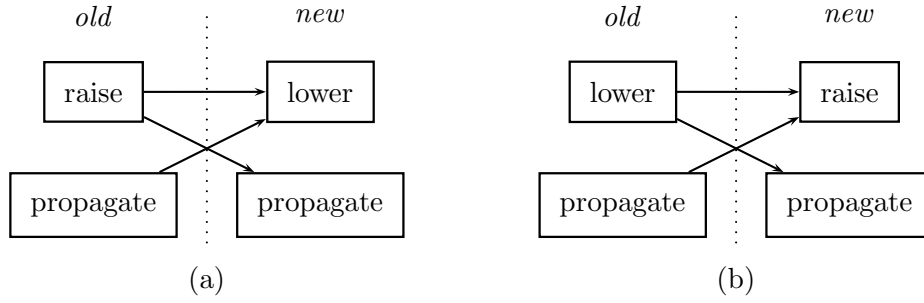 old new old new
raise lower lower raise
propagate propagate propagate propagate
(a) (b)